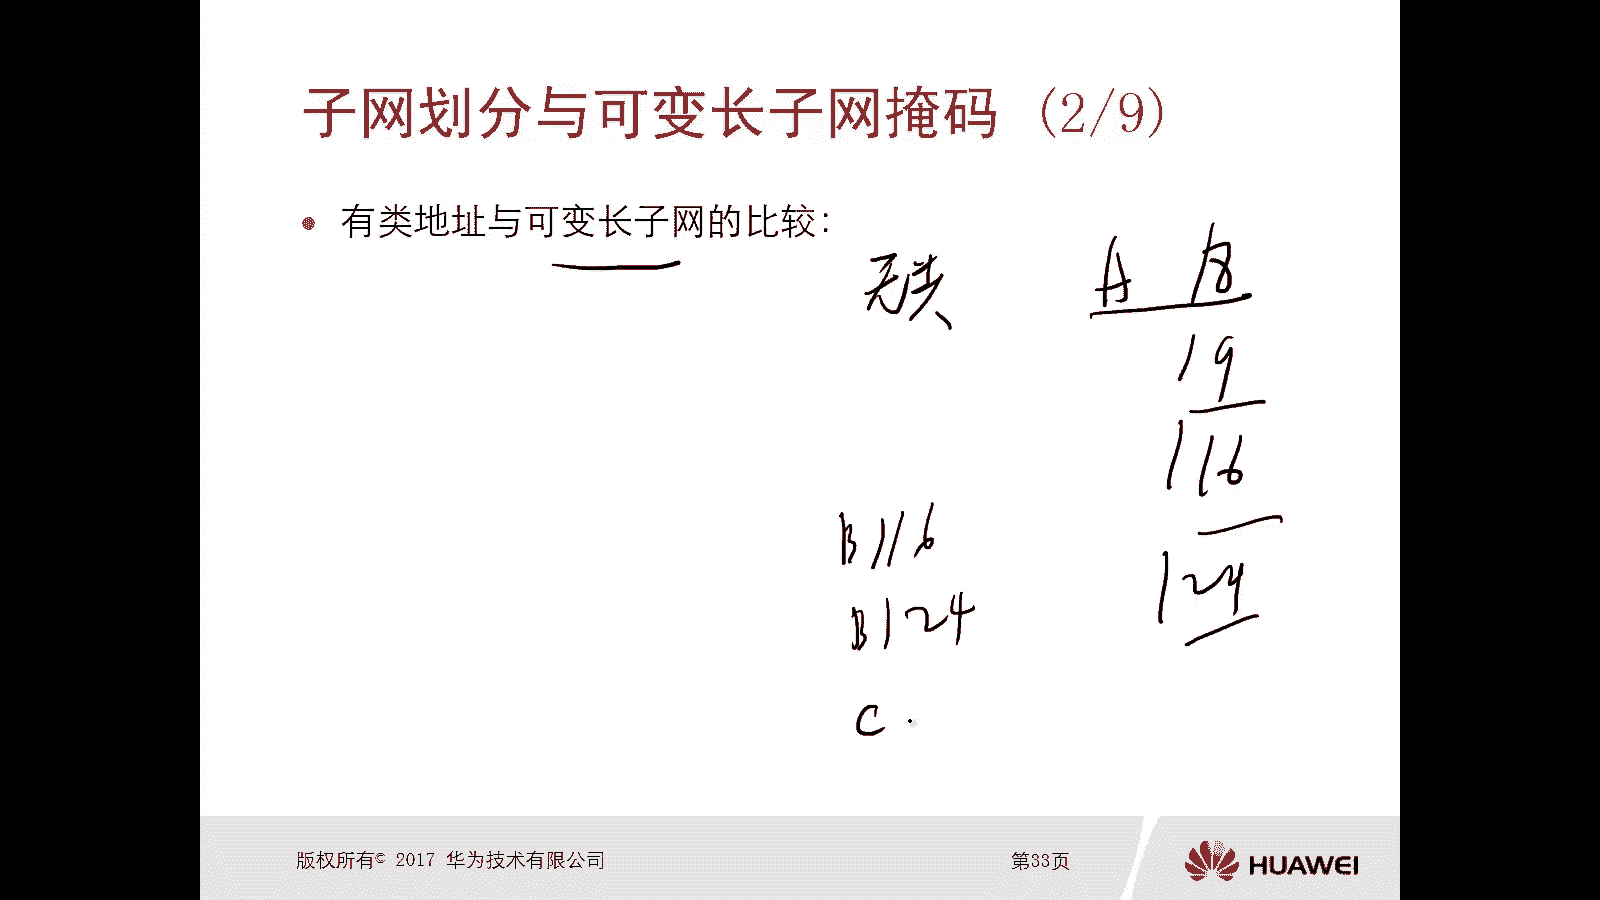 子网划分与可变长子网掩码 (2/9)
有类地址与可变长子网的比较：
无类
A /8
/9
/16
/24
B /16
B /24
C
版权所有© 2017 华为技术有限公司
第33页
HUAWEI